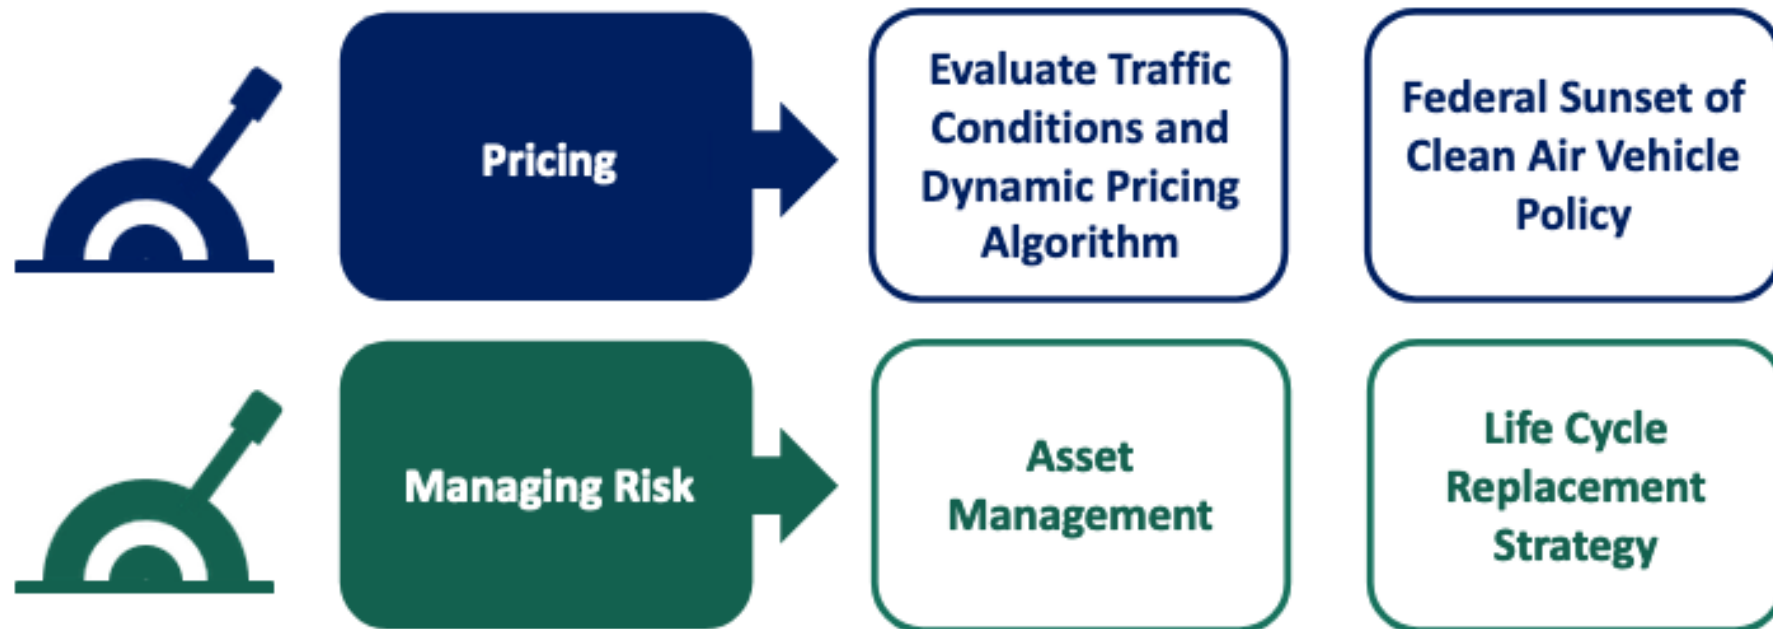 Pricing
Evaluate Traffic
Conditions and
Dynamic Pricing
Algorithm
Federal Sunset of
Clean Air Vehicle
Policy
Managing Risk
Asset
Management
Life Cycle
Replacement
Strategy